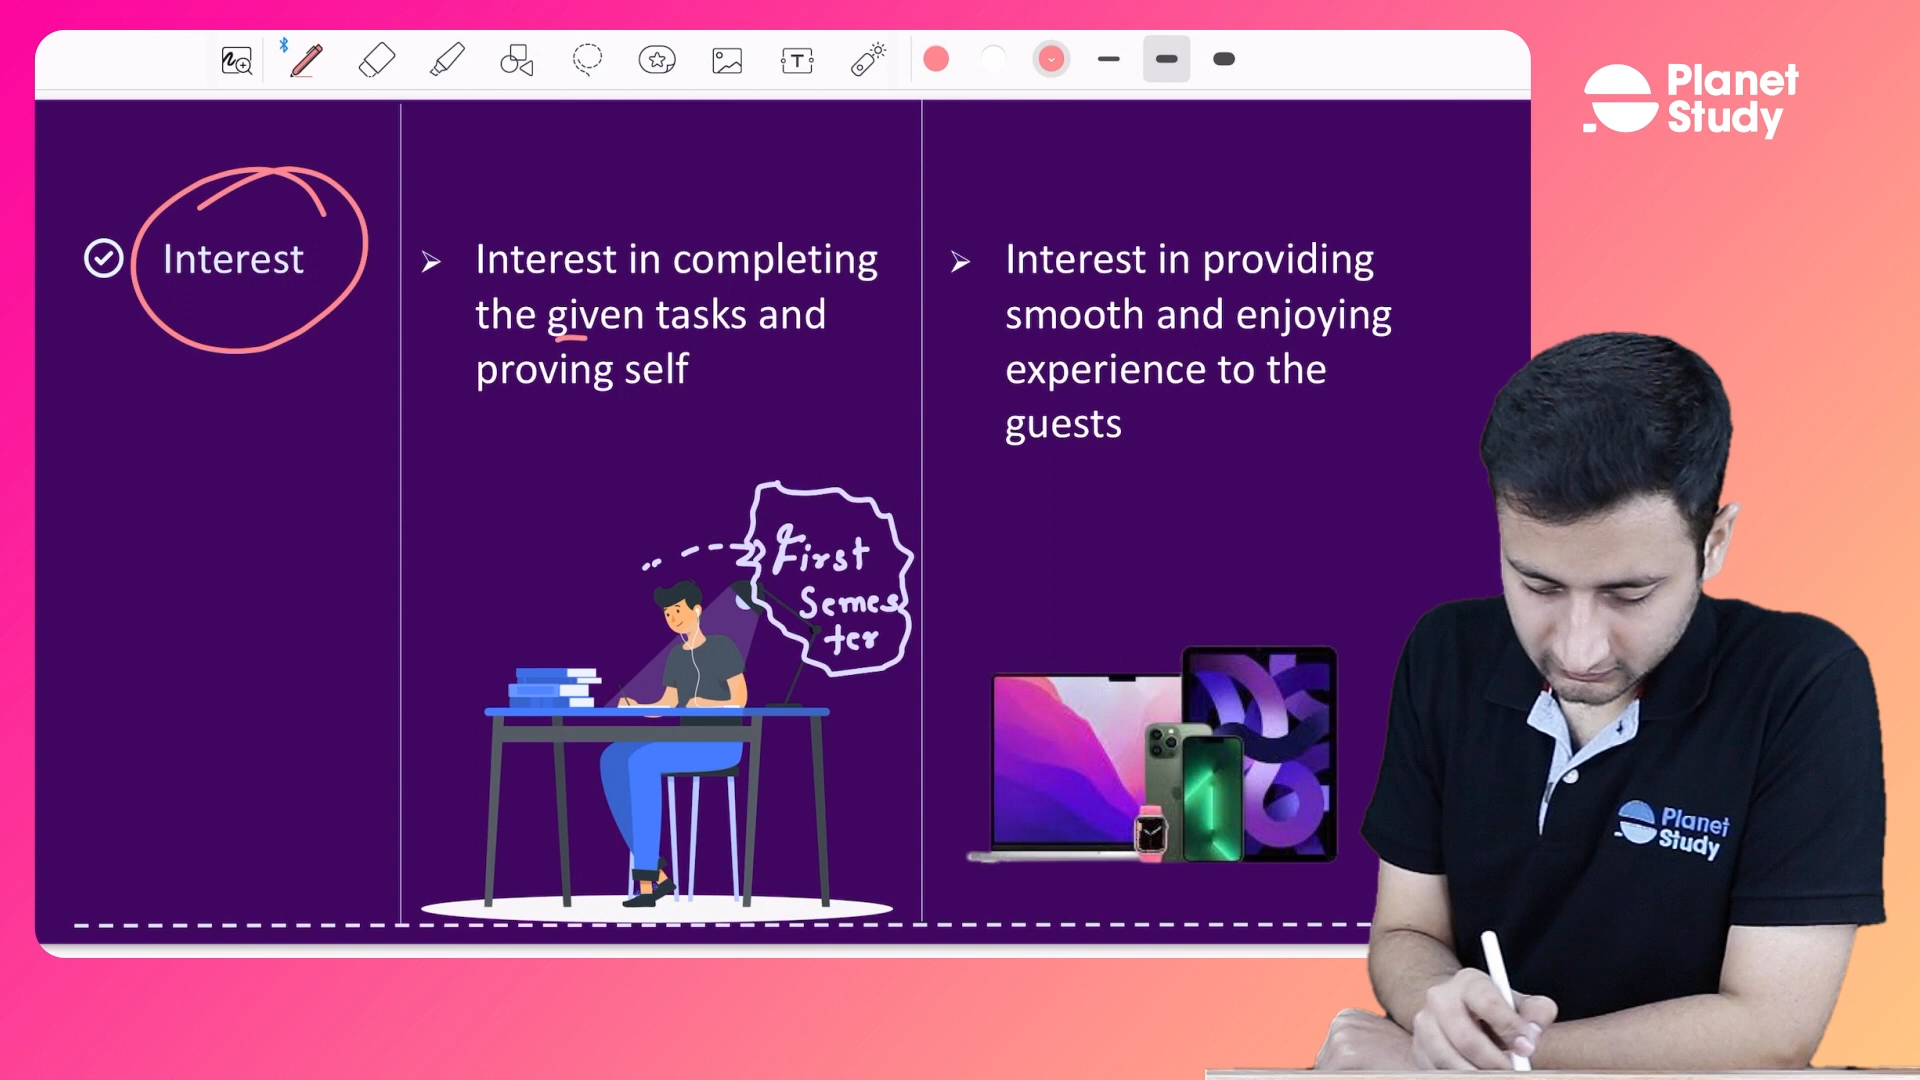 Planet
Study
Interest
Interest in completing
the given tasks and
proving self
Interest in providing
smooth and enjoying
experience to the
guests
First
Semes
ter
Planet
Study